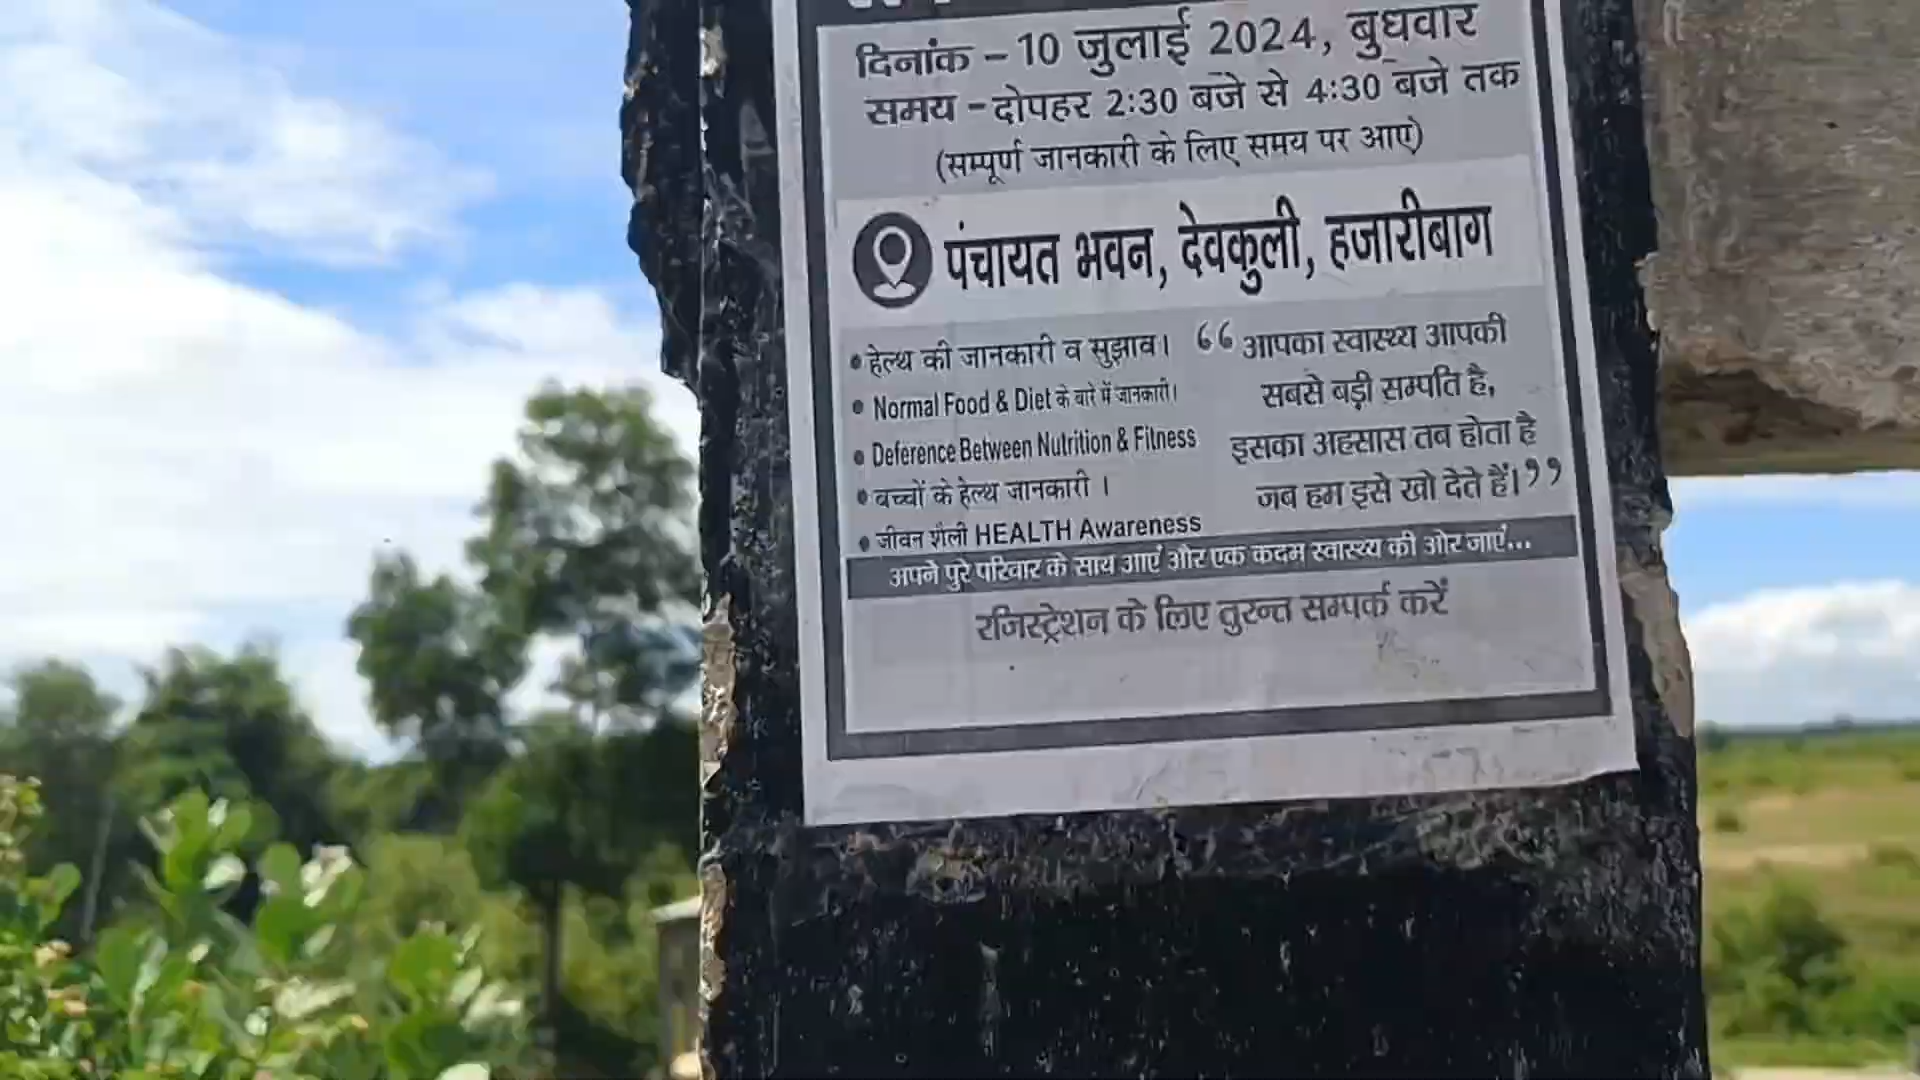 दिनांक – 10 जुलाई 2024, बुधवार
समय – दोपहर 2:30 बजे से 4:30 बजे तक
(सम्पूर्ण जानकारी के लिए समय पर आए)
पंचायत भवन, देवकुली, हजारीबाग
• हेल्थ की जानकारी व सुझाव।
• Normal Food & Diet के बारे में जानकारी।
• Deference Between Nutrition & Fitness
• बच्चों के हेल्थ जानकारी ।
• जीवन शैली HEALTH Awareness
“ आपका स्वास्थ्य आपकी
सबसे बड़ी सम्पति है,
इसका अहसास तब होता है
जब हम इसे खो देते हैं। ”
अपने पुरे परिवार के साथ आएं और एक कदम स्वास्थ्य की ओर जाएं...
रजिस्ट्रेशन के लिए तुरन्त सम्पर्क करें